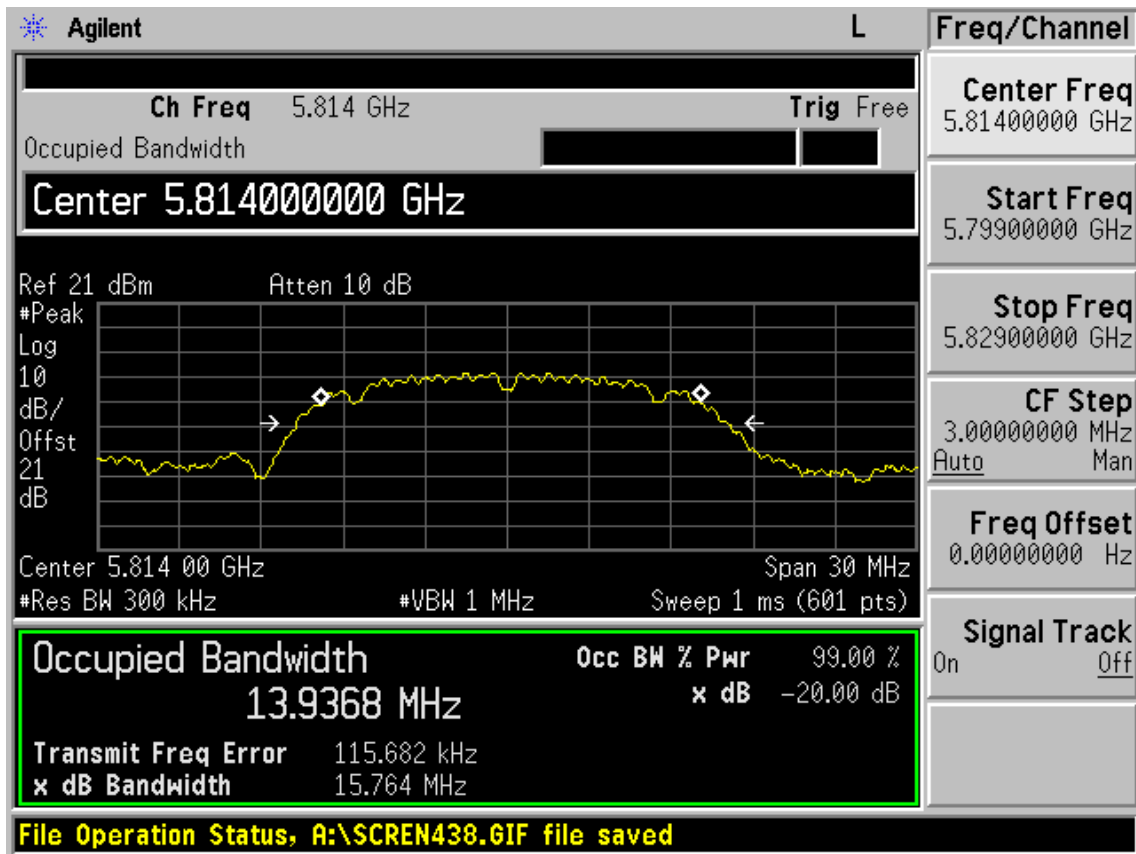 Agilent L
Freq/Channel
Ch Freq 5.814 GHz Trig Free
Occupied Bandwidth
Center 5.814000000 GHz
Ref 21 dBm Atten 10 dB
#Peak
Log
10
dB/
Offst
21
dB
Center 5.814 00 GHz Span 30 MHz
#Res BW 300 kHz #VBW 1 MHz Sweep 1 ms (601 pts)
Occupied Bandwidth
13.9368 MHz
Occ BW % Pwr 99.00 %
x dB -20.00 dB
Transmit Freq Error 115.682 kHz
x dB Bandwidth 15.764 MHz
File Operation Status, A:\SCREN438.GIF file saved
Center Freq
5.81400000 GHz
Start Freq
5.79900000 GHz
Stop Freq
5.82900000 GHz
CF Step
3.00000000 MHz
Auto Man
Freq Offset
0.00000000 Hz
Signal Track
On Off